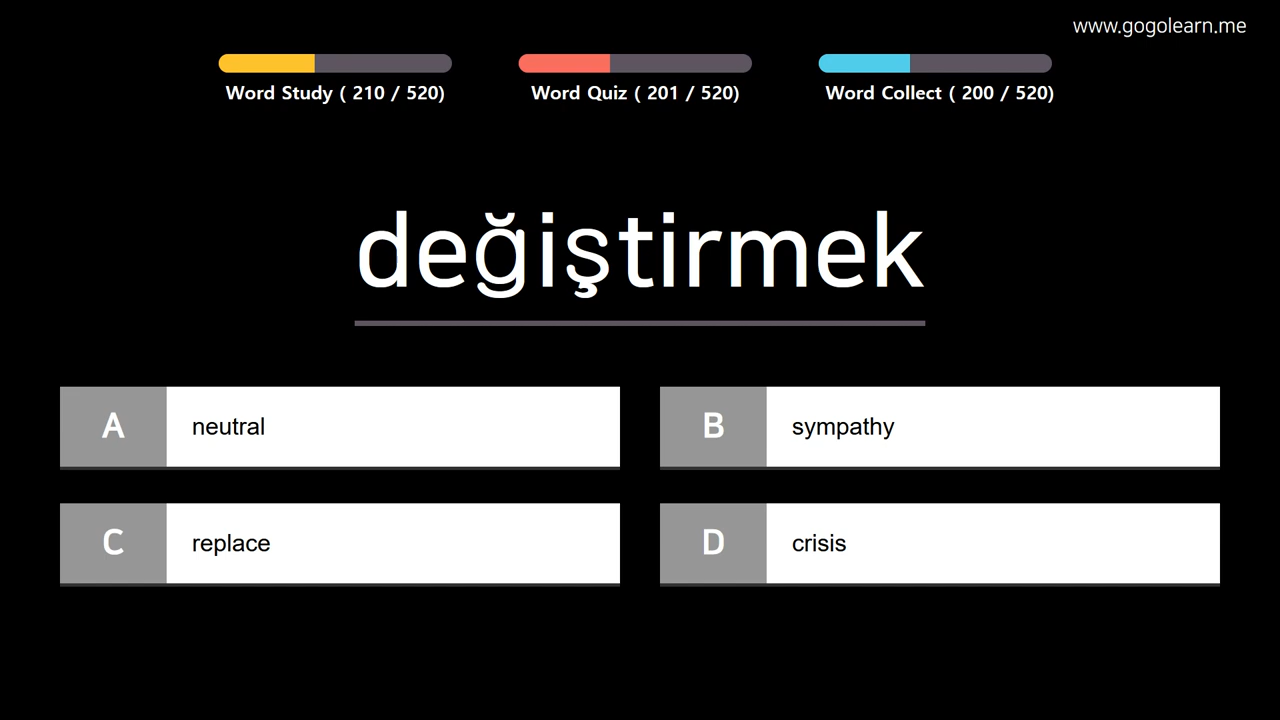 www.gogolearn.me
Word Study ( 210 / 520)
Word Quiz ( 201 / 520)
Word Collect ( 200 / 520)
değiştirmek
A neutral
B sympathy
C replace
D crisis